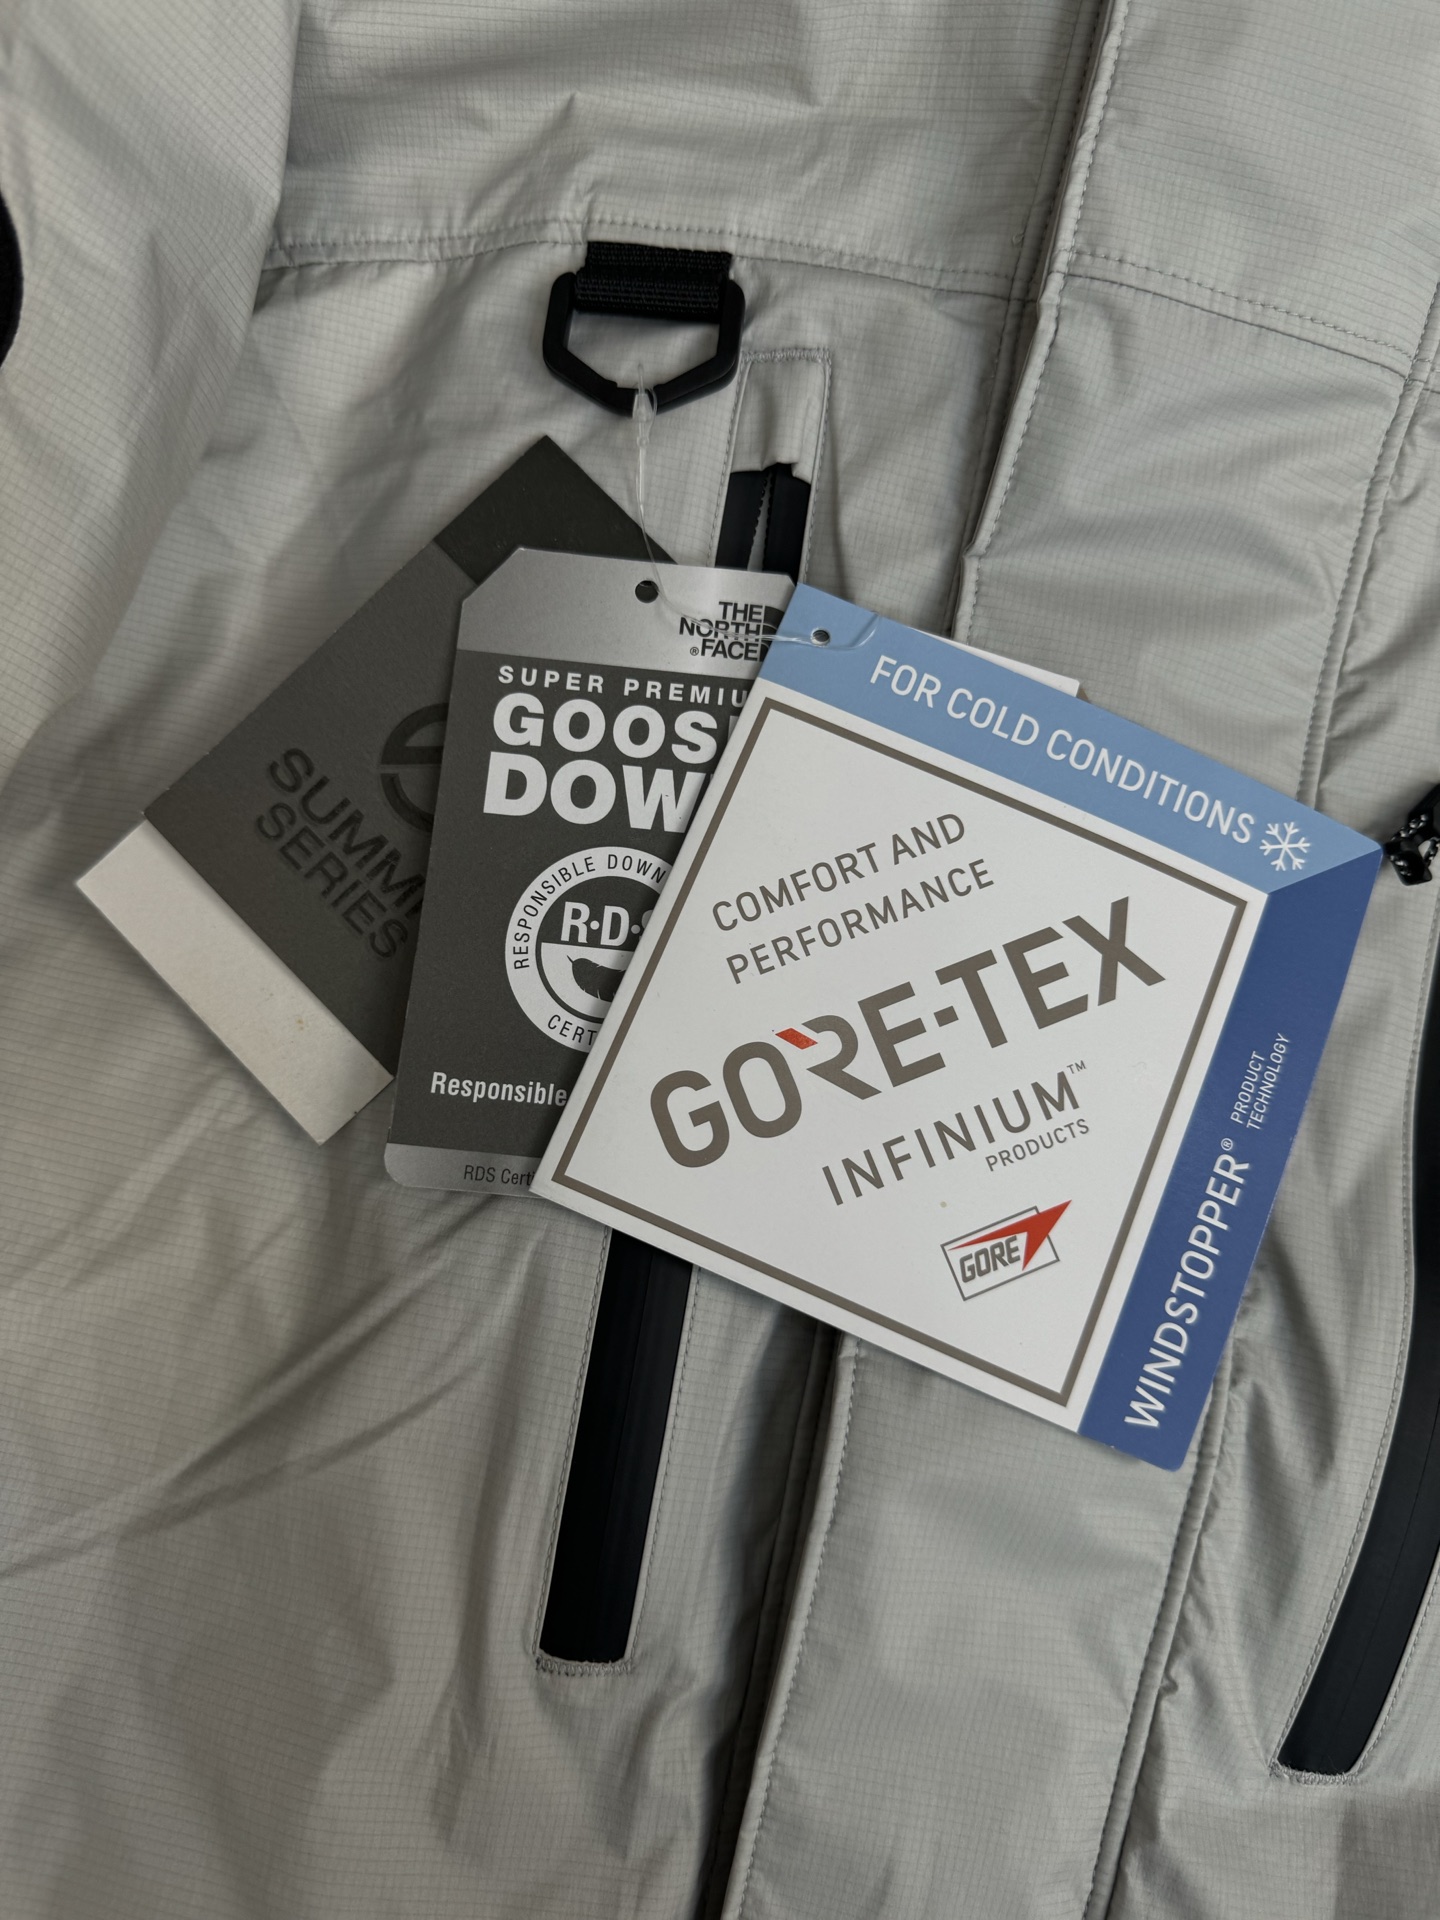 SUMMI
SERIES
THE
NORTH
®FACE
SUPER PREMIU
GOOS
DOW
RESPONSIBLE DOWN
R·D·S
CERT
Responsible
RDS Cert
FOR COLD CONDITIONS
COMFORT AND
PERFORMANCE
GORE-TEX
INFINIUM™
PRODUCTS
GORE
WINDSTOPPER® PRODUCT
TECHNOLOGY